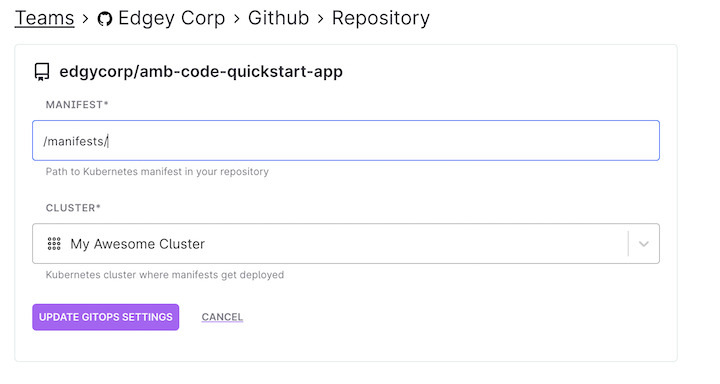 Teams > Edgey Corp > Github > Repository
edgycorp/amb-code-quickstart-app
MANIFEST*
/manifests/
Path to Kubernetes manifest in your repository
CLUSTER*
My Awesome Cluster
Kubernetes cluster where manifests get deployed
UPDATE GITOPS SETTINGS CANCEL